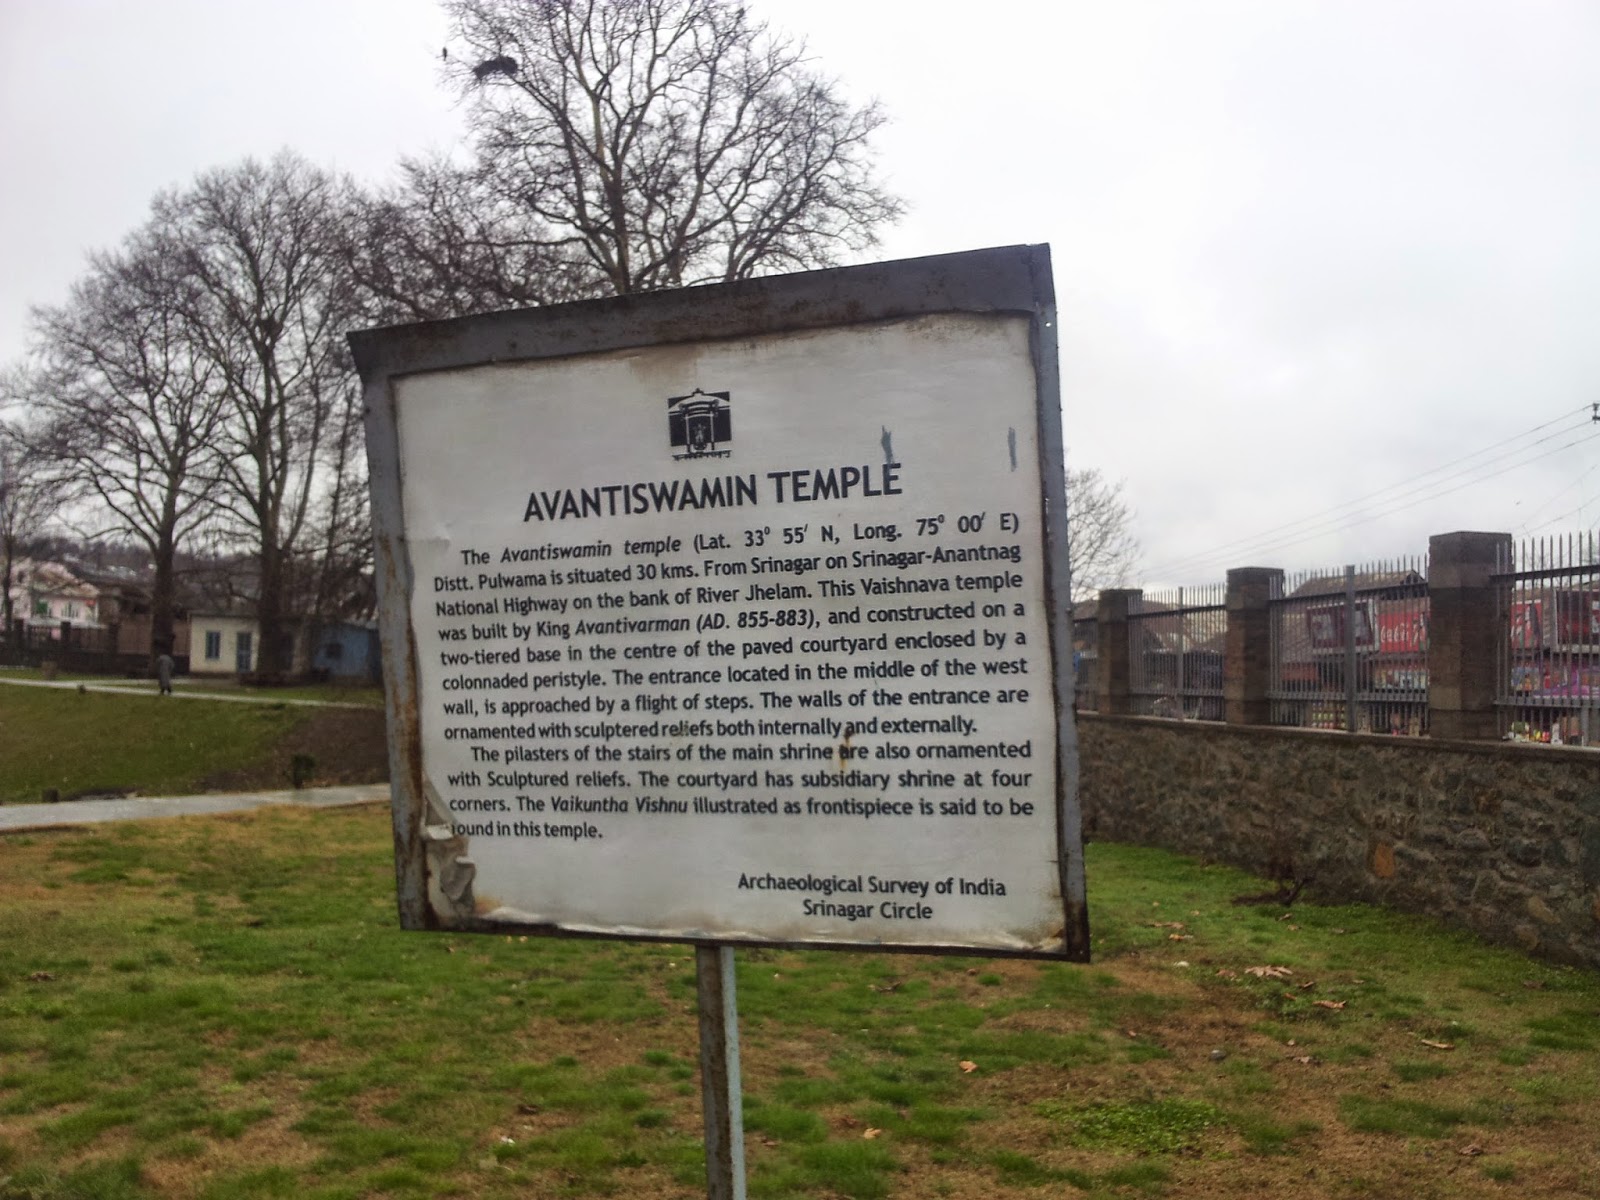 AVANTISWAMIN TEMPLE
The Avantiswamin temple (Lat. 33⁰ 55′ N, Long. 75⁰ 00′ E)
Distt. Pulwama is situated 30 kms. From Srinagar on Srinagar-Anantnag
National Highway on the bank of River Jhelam. This Vaishnava temple
was built by King Avantivarman (AD. 855-883), and constructed on a
two-tiered base in the centre of the paved courtyard enclosed by a
colonnaded peristyle. The entrance located in the middle of the west
wall, is approached by a flight of steps. The walls of the entrance are
ornamented with sculptered reliefs both internally and externally.
The pilasters of the stairs of the main shrine are also ornamented
with Sculptured reliefs. The courtyard has subsidiary shrine at four
corners. The Vaikuntha Vishnu illustrated as frontispiece is said to be
found in this temple.
Archaeological Survey of India
Srinagar Circle
Coca-Cola